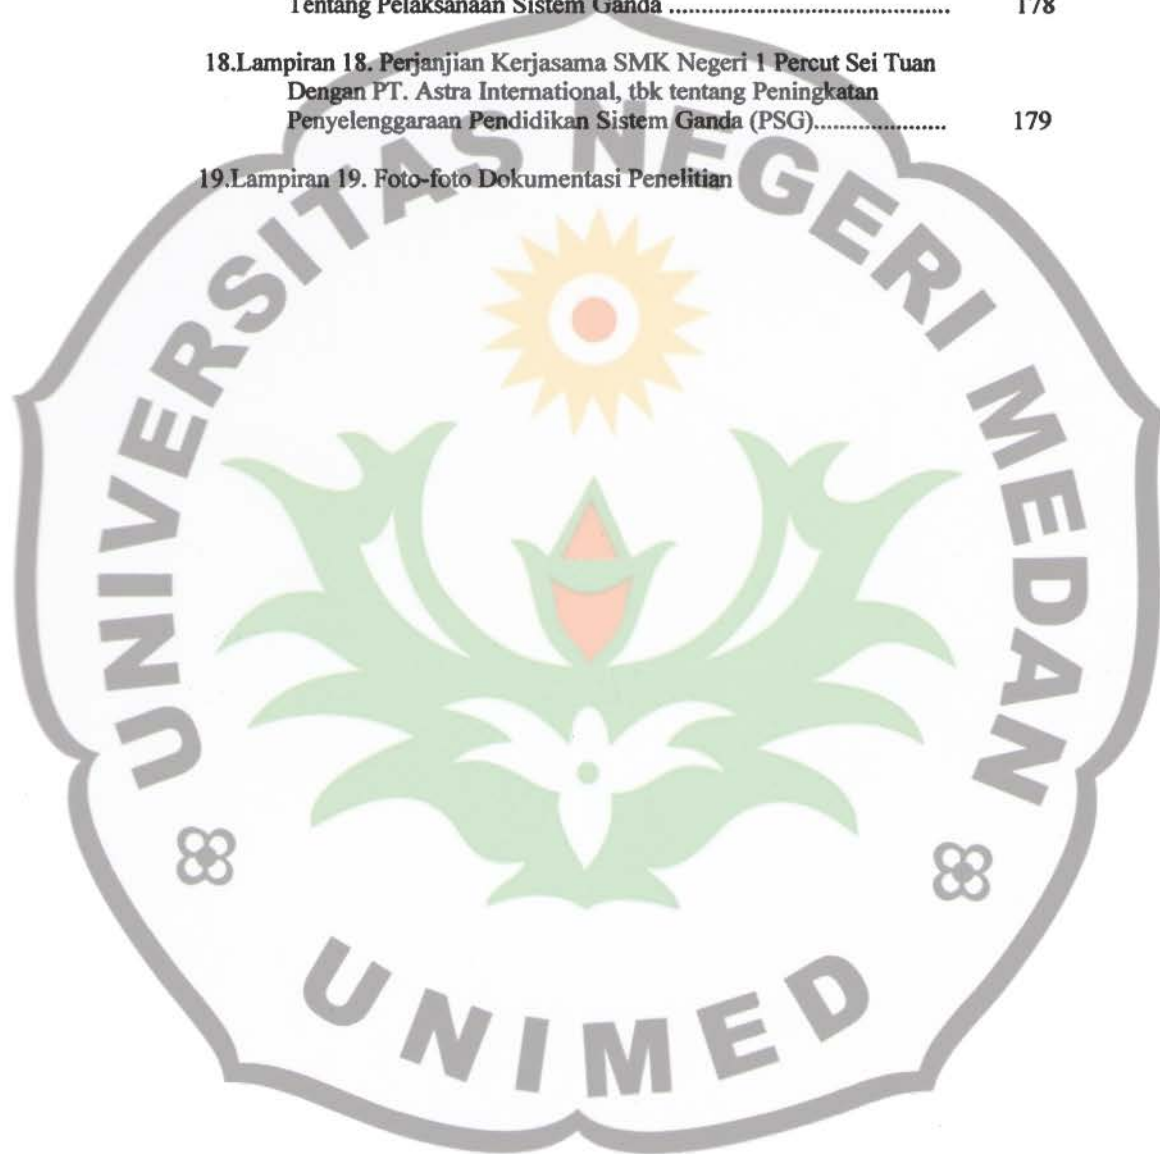 Tentang Pelaksanaan Sistem Ganda ............................................ 178
18.Lampiran 18. Perjanjian Kerjasama SMK Negeri 1 Percut Sei Tuan
Dengan PT. Astra International, tbk tentang Peningkatan
Penyelenggaraan Pendidikan Sistem Ganda (PSG)..................... 179
19.Lampiran 19. Foto-foto Dokumentasi Penelitian
UNIVERSITAS NEGERI MEDAN
UNIMED